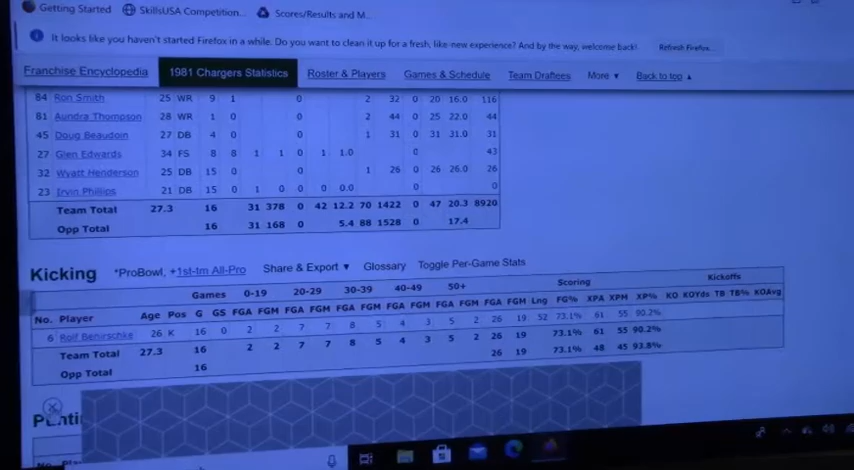 Getting Started SkillsUSA Competition... Scores/Results and M...
It looks like you haven't started Firefox in a while. Do you want to clean it up for a fresh, like-new experience? And by the way, welcome back! Refresh Firefox...
Franchise Encyclopedia 1981 Chargers Statistics Roster & Players Games & Schedule Team Draftees More ▼ Back to top ▲
84 Ron Smith 25 WR 9 1 0 2 32 0 20 16.0 116
81 Aundra Thompson 28 WR 1 0 0 2 44 0 25 22.0 44
45 Doug Beaudoin 27 DB 4 0 0 1 31 0 31 31.0 31
27 Glen Edwards 34 FS 8 8 1 1 0 1 1.0 0 43
32 Wyatt Henderson 25 DB 15 0 0 1 26 0 26 26.0 26
23 Irvin Phillips 21 DB 15 0 1 0 0 0 0.0 0 0
Team Total 27.3 16 31 378 0 42 12.2 70 1422 0 47 20.3 8920
Opp Total 16 31 168 0 5.4 88 1528 0 17.4
Kicking *ProBowl, +1st-tm All-Pro Share & Export ▼ Glossary Toggle Per-Game Stats
Games 0-19 20-29 30-39 40-49 50+ Scoring Kickoffs
No. Player Age Pos G GS FGA FGM FGA FGM FGA FGM FGA FGM FGA FGM FGA FGM Lng FG% XPA XPM XP% KO KOYds TB TB% KOAvg
6 Rolf Benirschke 26 K 16 0 2 2 7 7 8 5 4 3 5 2 26 19 52 73.1% 61 55 90.2%
Team Total 27.3 16 2 2 7 7 8 5 4 3 5 2 26 19 73.1% 61 55 90.2%
Opp Total 16 26 19 73.1% 48 45 93.8%